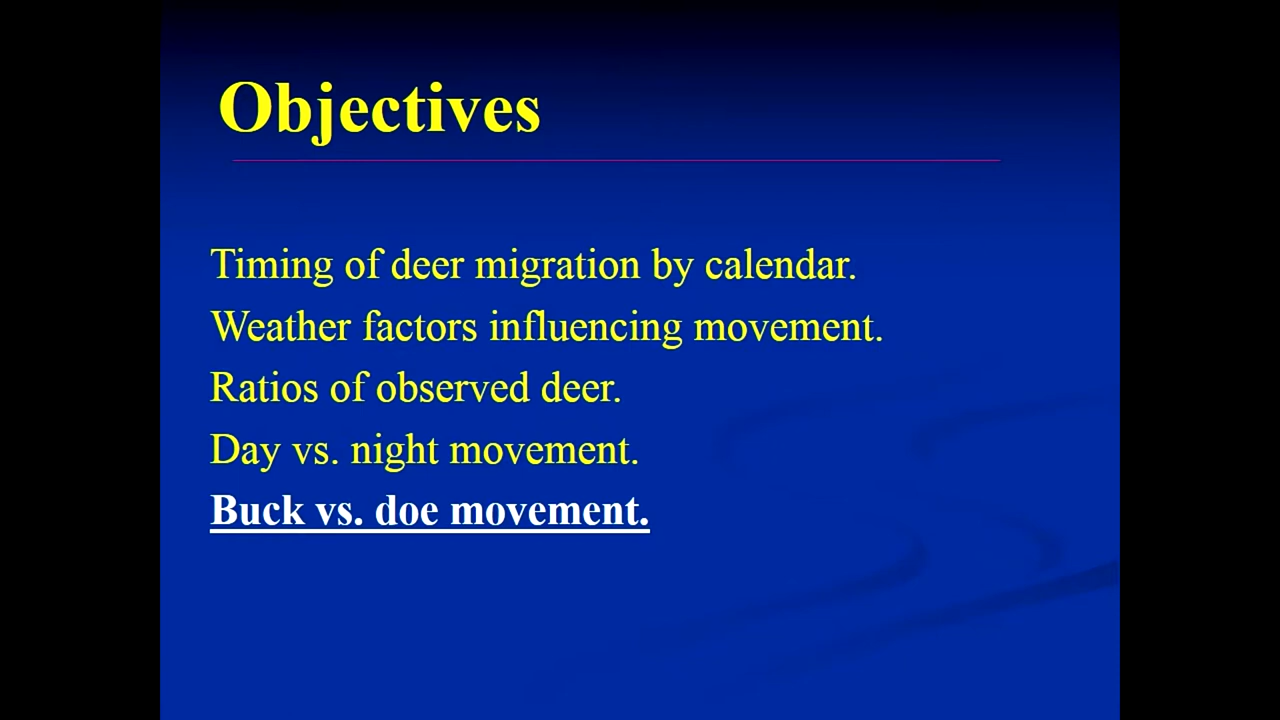 Objectives
Timing of deer migration by calendar.
Weather factors influencing movement.
Ratios of observed deer.
Day vs. night movement.
Buck vs. doe movement.